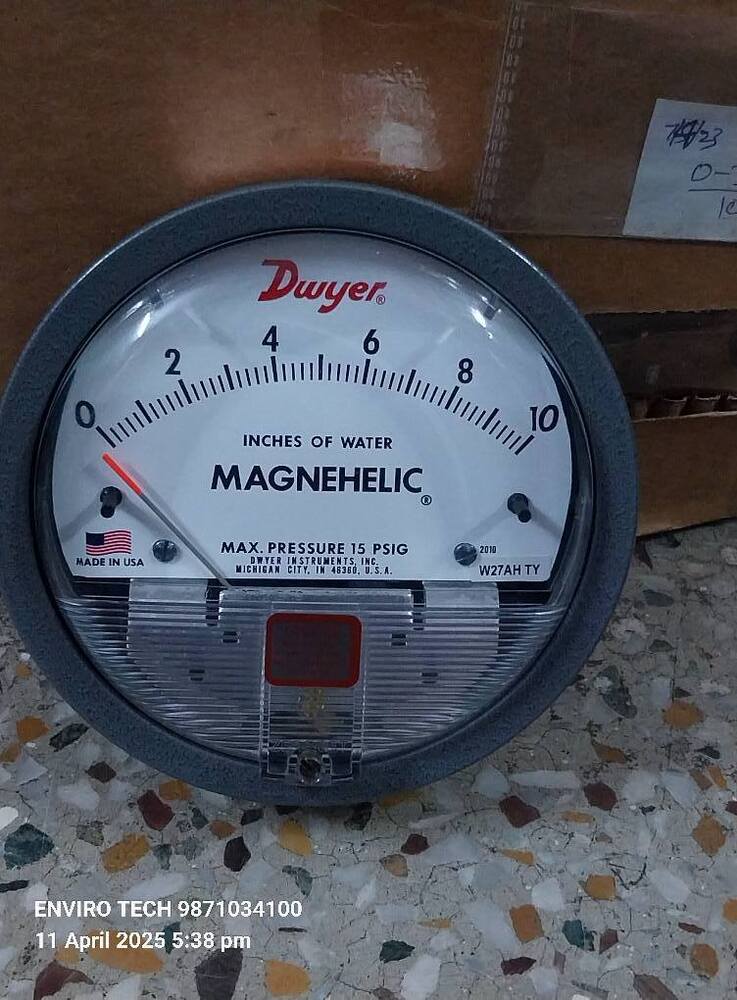 Dwyer®
0 2 4 6 8 10
INCHES OF WATER
MAGNEHELIC®
MAX. PRESSURE 15 PSIG
DWYER INSTRUMENTS, INC.
MICHIGAN CITY, IN 46360, U.S.A.
MADE IN USA
2010
W27AH TY
ENVIRO TECH 9871034100
11 April 2025 5:38 pm